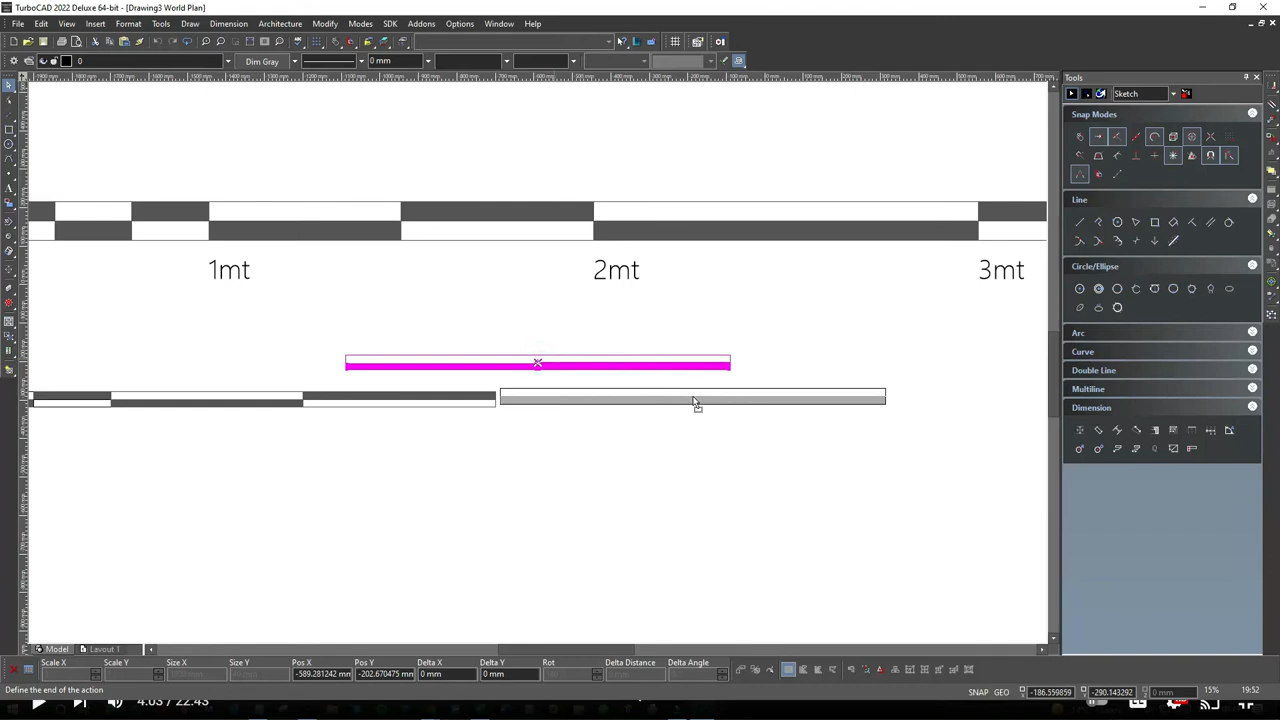 TurboCAD 2022 Deluxe 64-bit - [Drawing3 World Plan]
File Edit View Insert Format Tools Draw Dimension Architecture Modify Modes SDK Addons Options Window Help
0 Dim Gray 0 mm
Tools
Sketch
Snap Modes
Line
1mt 2mt 3mt
Circle/Ellipse
Arc
Curve
Double Line
Multiline
Dimension
Model Layout 1
Scale X Scale Y Size X Size Y Pos X Pos Y Delta X Delta Y Rot Delta Distance Delta Angle
-589.281242 mm -202.670475 mm 0 mm 0 mm
Define the end of the action
SNAP GEO -186.559859 -290.143292 0 mm 15% 19:52
4:03 / 22:43